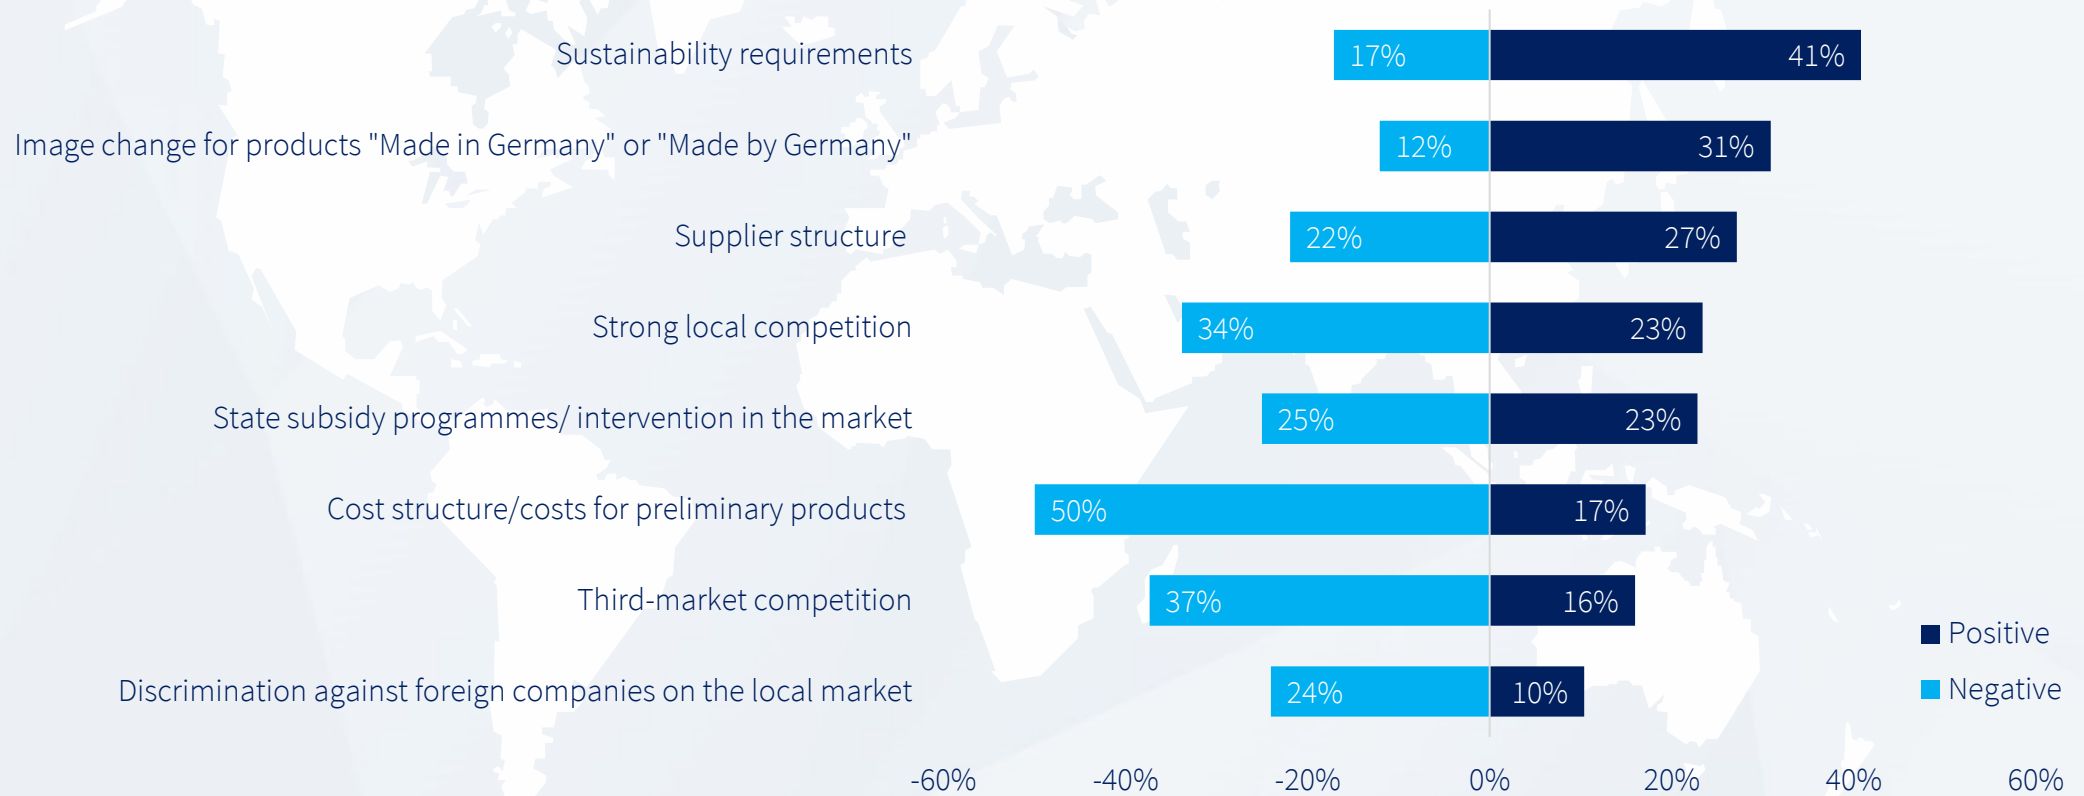 Sustainability requirements 17% 41%
Image change for products "Made in Germany" or "Made by Germany" 12% 31%
Supplier structure 22% 27%
Strong local competition 34% 23%
State subsidy programmes/ intervention in the market 25% 23%
Cost structure/costs for preliminary products 50% 17%
Third-market competition 37% 16%
Positive
Discrimination against foreign companies on the local market 24% 10%
Negative
-60% -40% -20% 0% 20% 40% 60%